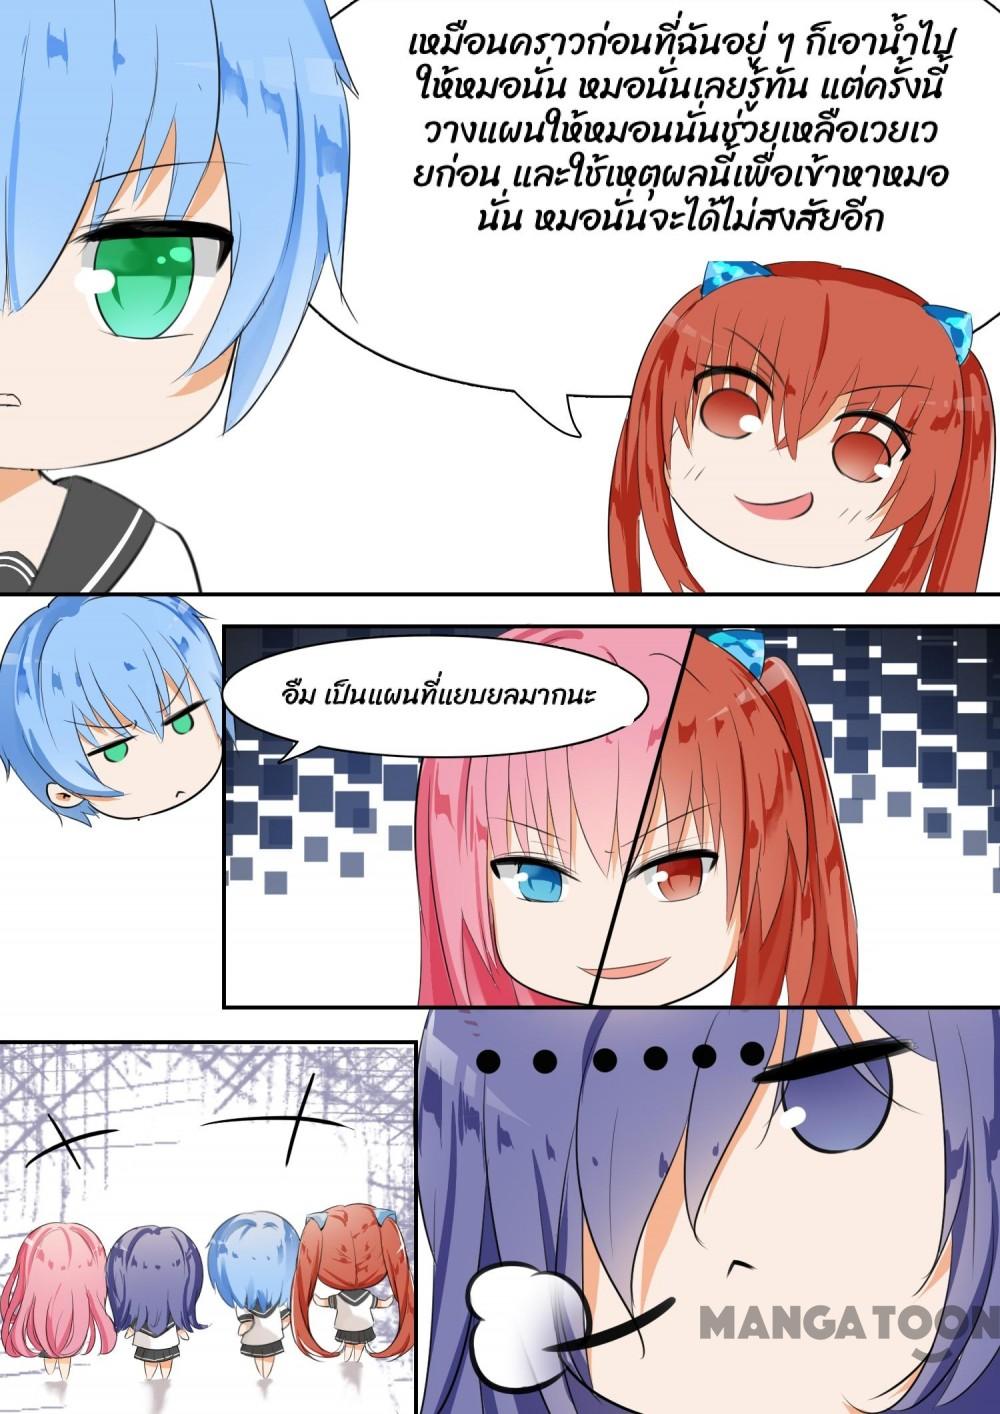 เหมือนคราวก่อนที่ฉันอยู่ ๆ ก็เอาน้ำไป
ให้หมอนั่น หมอนั่นเลยรู้ทัน แต่ครั้งนี้
วางแผนให้หมอนนั่นช่วยเหลือเวยเว
ยก่อน และใช้เหตุผลนี้เพื่อเข้าหาหมอ
นั่น หมอนั่นจะได้ไม่สงสัยอีก
อืม เป็นแผนที่แยบยลมากนะ
••••••
MANGATOON